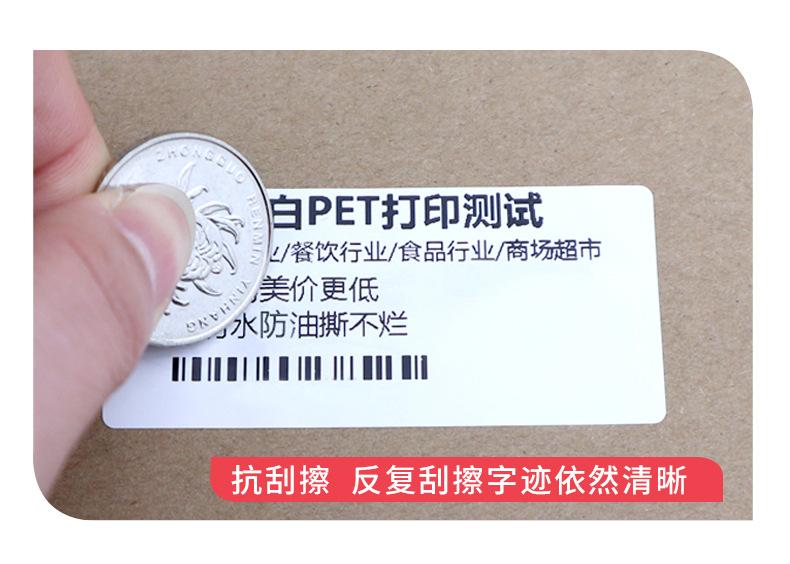 ZHONGGUO RENMIN YINHANG
白PET打印测试
业/餐饮行业/食品行业/商场超市
美价更低
水防油撕不烂
抗刮擦 反复刮擦字迹依然清晰